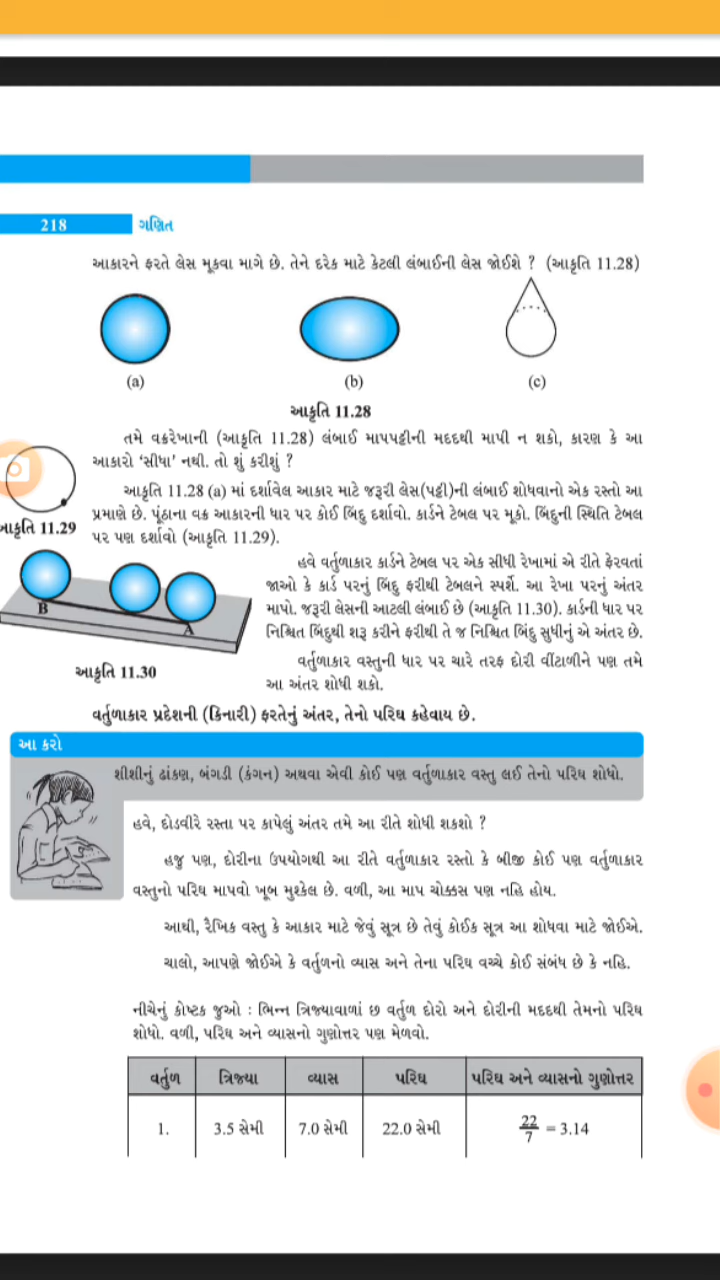 218 ગણિત
આકારને ફરતે લેસ મૂકવા માગે છે. તેને દરેક માટે કેટલી લંબાઈની લેસ જોઈશે ? (આકૃતિ 11.28)
(a) (b) (c)
આકૃતિ 11.28
તમે વક્રરેખાની (આકૃતિ 11.28) લંબાઈ માપપટ્ટીની મદદથી માપી ન શકો, કારણ કે આ
આકારો ‘સીધા’ નથી. તો શું કરીશું ?
આકૃતિ 11.28 (a) માં દર્શાવેલ આકાર માટે જરૂરી લેસ(પટ્ટી)ની લંબાઈ શોધવાનો એક રસ્તો આ
પ્રમાણે છે. પૂંઠાના વક્ર આકારની ધાર પર કોઈ બિંદુ દર્શાવો. કાર્ડને ટેબલ પર મૂકો. બિંદુની સ્થિતિ ટેબલ
પર પણ દર્શાવો (આકૃતિ 11.29).
આકૃતિ 11.29
હવે વર્તુળાકાર કાર્ડને ટેબલ પર એક સીધી રેખામાં એ રીતે ફેરવતાં
જાઓ કે કાર્ડ પરનું બિંદુ ફરીથી ટેબલને સ્પર્શે. આ રેખા પરનું અંતર
માપો. જરૂરી લેસની આટલી લંબાઈ છે (આકૃતિ 11.30). કાર્ડની ધાર પર
નિશ્ચિત બિંદુથી શરૂ કરીને ફરીથી તે જ નિશ્ચિત બિંદુ સુધીનું એ અંતર છે.
B
A
આકૃતિ 11.30
વર્તુળાકાર વસ્તુની ધાર પર ચારે તરફ દોરી વીંટાળીને પણ તમે
આ અંતર શોધી શકો.
વર્તુળાકાર પ્રદેશની (કિનારી) ફરતેનું અંતર, તેનો પરિઘ કહેવાય છે.
આ કરો
શીશીનું ઢાંકણ, બંગડી (કંગન) અથવા એવી કોઈ પણ વર્તુળાકાર વસ્તુ લઈ તેનો પરિઘ શોધો.
હવે, દોડવીરે રસ્તા પર કાપેલું અંતર તમે આ રીતે શોધી શકશો ?
હજુ પણ, દોરીના ઉપયોગથી આ રીતે વર્તુળાકાર રસ્તો કે બીજી કોઈ પણ વર્તુળાકાર
વસ્તુનો પરિઘ માપવો ખૂબ મુશ્કેલ છે. વળી, આ માપ ચોક્કસ પણ નહિ હોય.
આથી, રૈખિક વસ્તુ કે આકાર માટે જેવું સૂત્ર છે તેવું કોઈક સૂત્ર આ શોધવા માટે જોઈએ.
ચાલો, આપણે જોઈએ કે વર્તુળનો વ્યાસ અને તેના પરિઘ વચ્ચે કોઈ સંબંધ છે કે નહિ.
નીચેનું કોષ્ટક જુઓ : ભિન્ન ત્રિજ્યાવાળાં છ વર્તુળ દોરો અને દોરીની મદદથી તેમનો પરિઘ
શોધો. વળી, પરિઘ અને વ્યાસનો ગુણોત્તર પણ મેળવો.
વર્તુળ ત્રિજ્યા વ્યાસ પરિઘ પરિઘ અને વ્યાસનો ગુણોત્તર
1. 3.5 સેમી 7.0 સેમી 22.0 સેમી 22/7 = 3.14